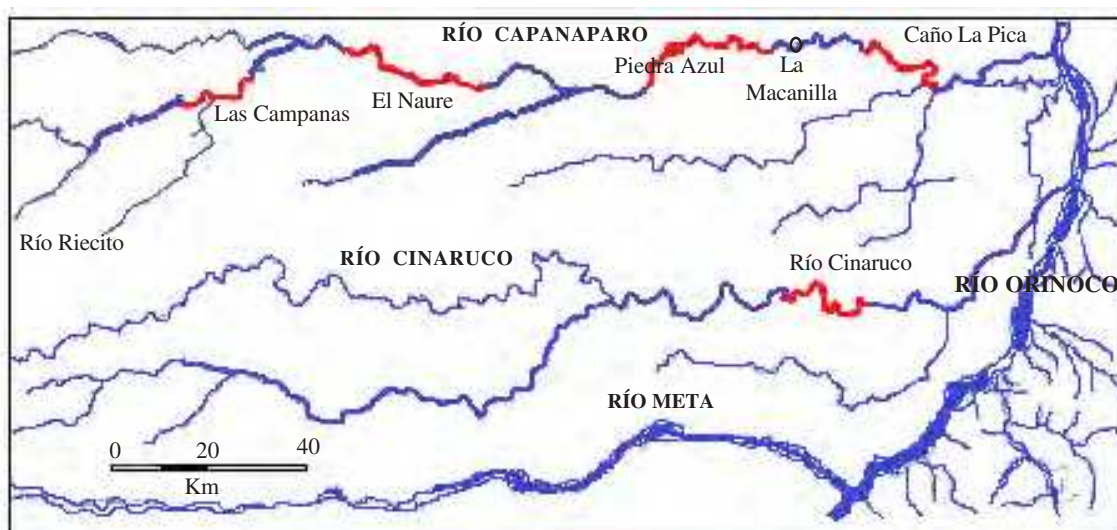 RÍO CAPANAPARO
Caño La Pica
Piedra Azul
La
Macanilla
El Naure
Las Campanas
Río Riecito
RÍO CINARUCO
Río Cinaruco
RÍO ORINOCO
RÍO META
0 20 40
Km